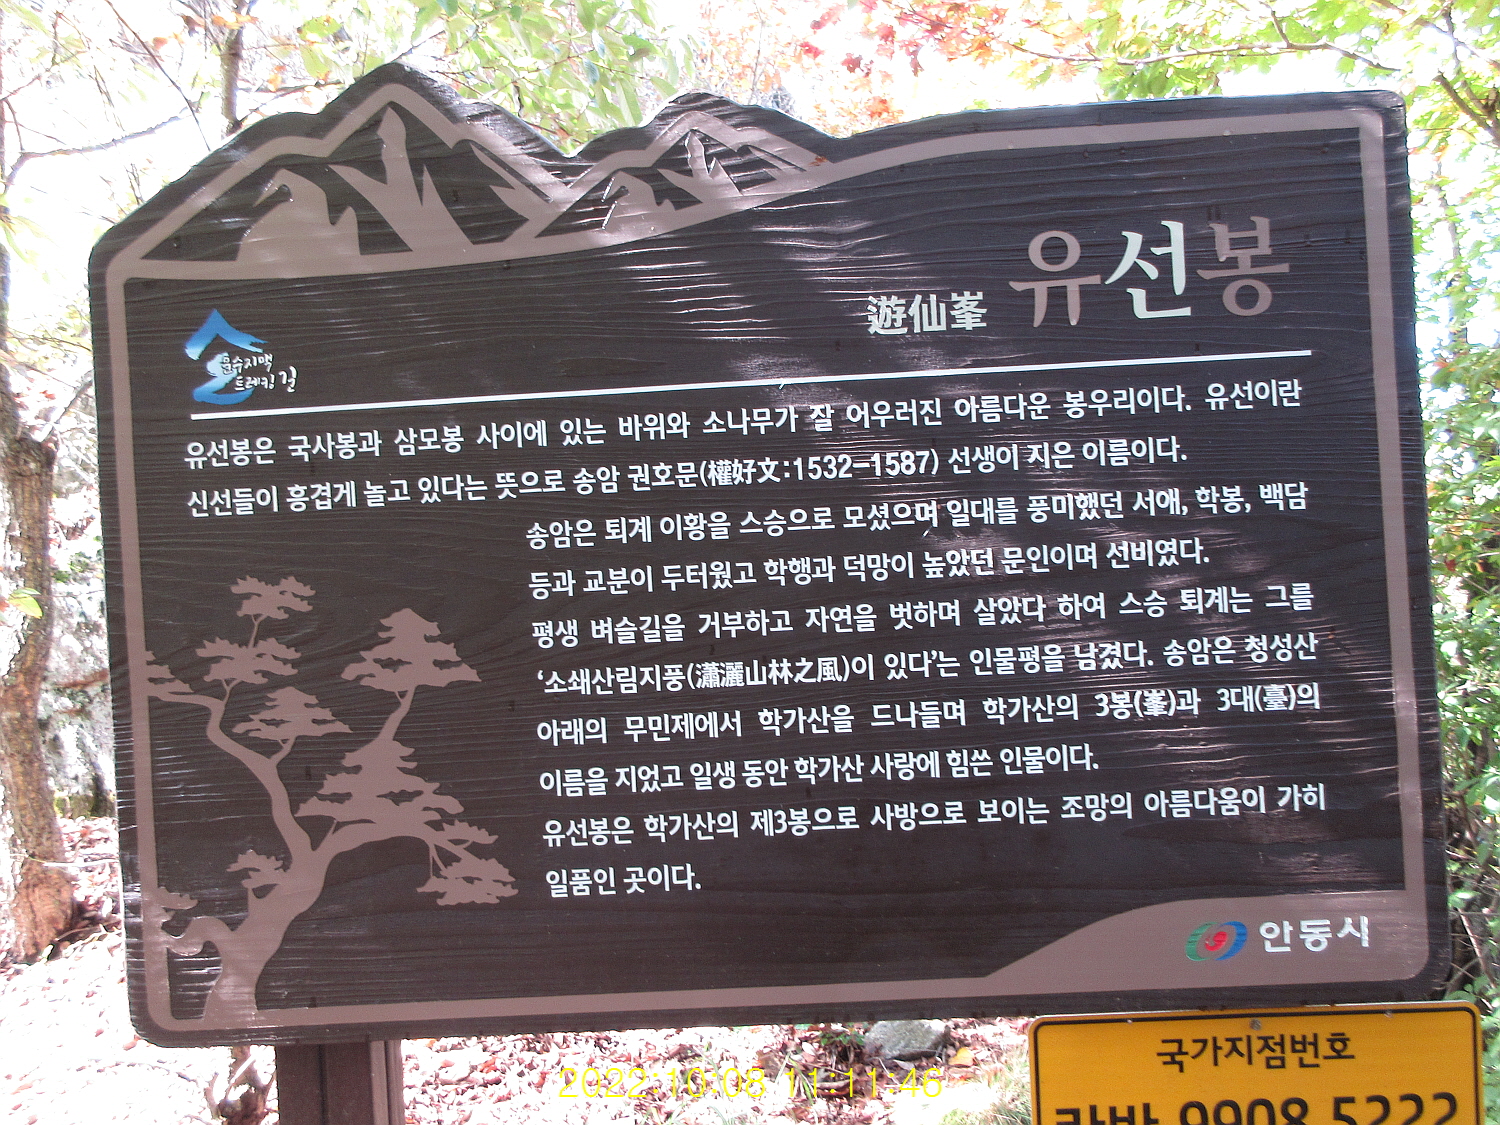 유선봉
遊仙峯
문수지맥
트레킹 길
유선봉은 국사봉과 삼모봉 사이에 있는 바위와 소나무가 잘 어우러진 아름다운 봉우리이다. 유선이란
신선들이 흥겹게 놀고 있다는 뜻으로 송암 권호문(權好文:1532-1587) 선생이 지은 이름이다.
송암은 퇴계 이황을 스승으로 모셨으며 일대를 풍미했던 서애, 학봉, 백담
등과 교분이 두터웠고 학행과 덕망이 높았던 문인이며 선비였다.
평생 벼슬길을 거부하고 자연을 벗하며 살았다 하여 스승 퇴계는 그를
‘소쇄산림지풍(瀟灑山林之風)이 있다’는 인물평을 남겼다. 송암은 청성산
아래의 무민제에서 학가산을 드나들며 학가산의 3봉(峯)과 3대(臺)의
이름을 지었고 일생 동안 학가산 사랑에 힘쓴 인물이다.
유선봉은 학가산의 제3봉으로 사방으로 보이는 조망의 아름다움이 가히
일품인 곳이다.
안동시
국가지점번호
라바 9908 5222
2022:10:08 11:11:46